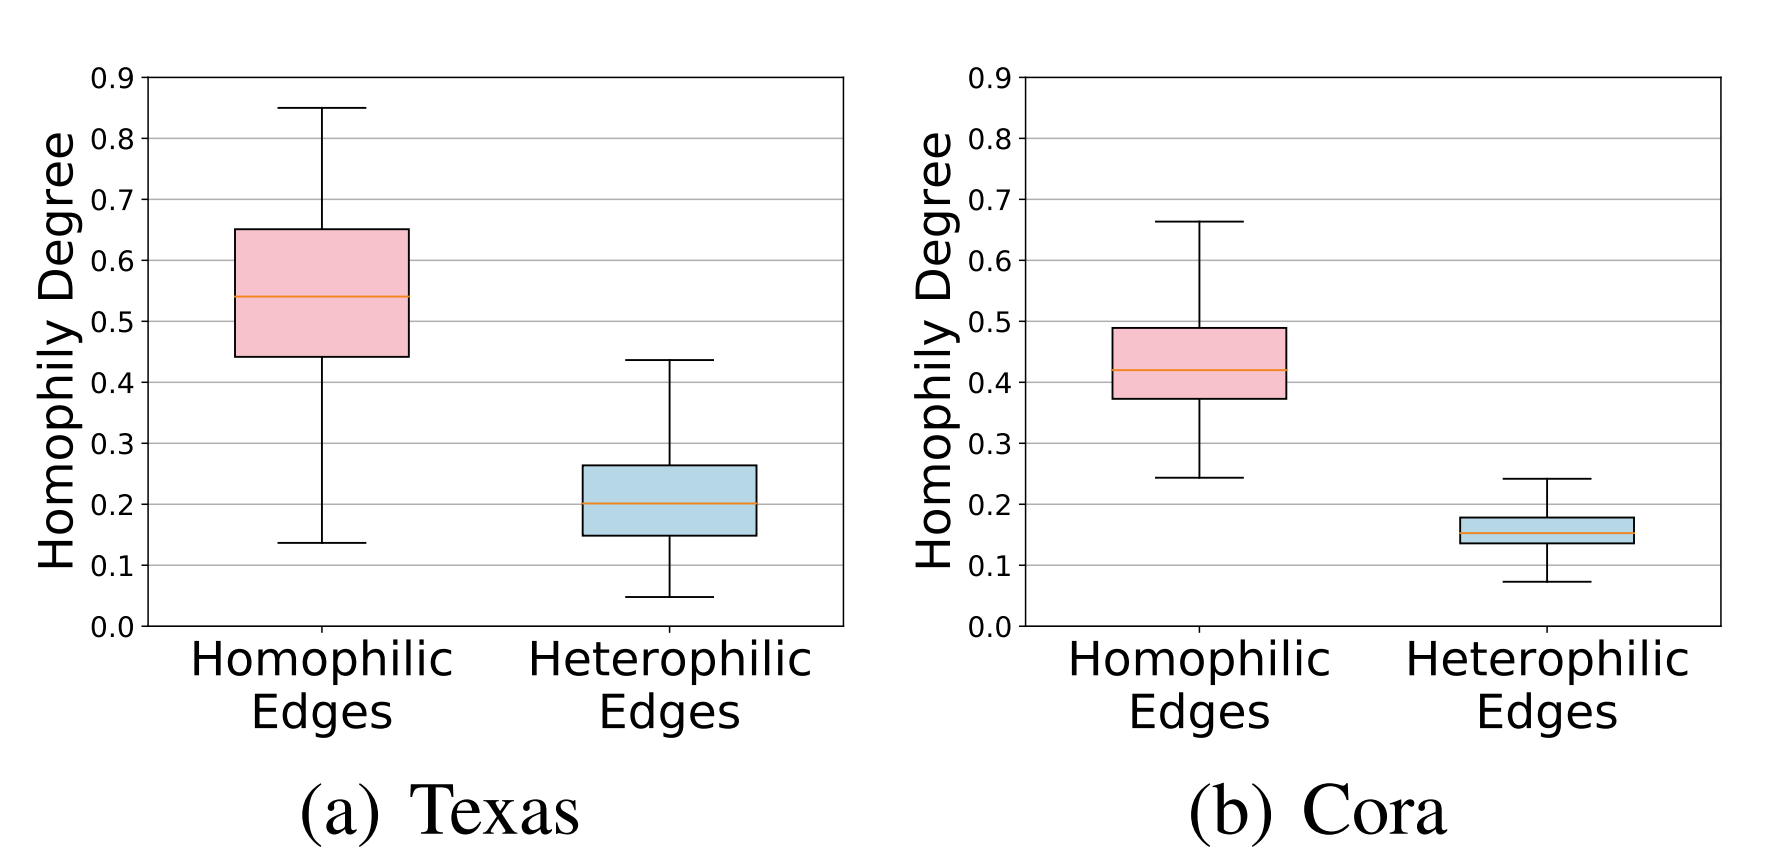 Homophily Degree
0.9
0.8
0.7
0.6
0.5
0.4
0.3
0.2
0.1
0.0
Homophilic
Edges
Heterophilic
Edges
(a) Texas
Homophily Degree
0.9
0.8
0.7
0.6
0.5
0.4
0.3
0.2
0.1
0.0
Homophilic
Edges
Heterophilic
Edges
(b) Cora